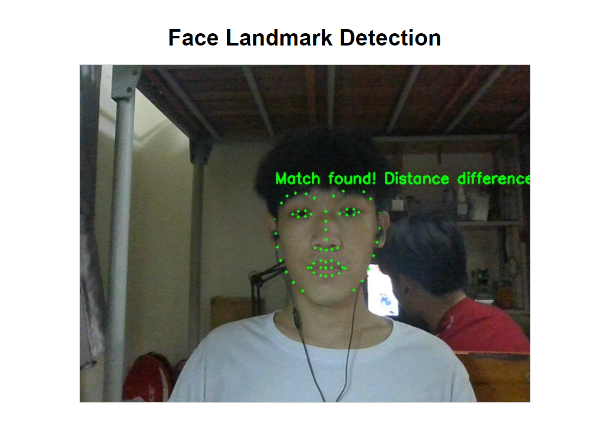 Face Landmark Detection
Match found! Distance difference